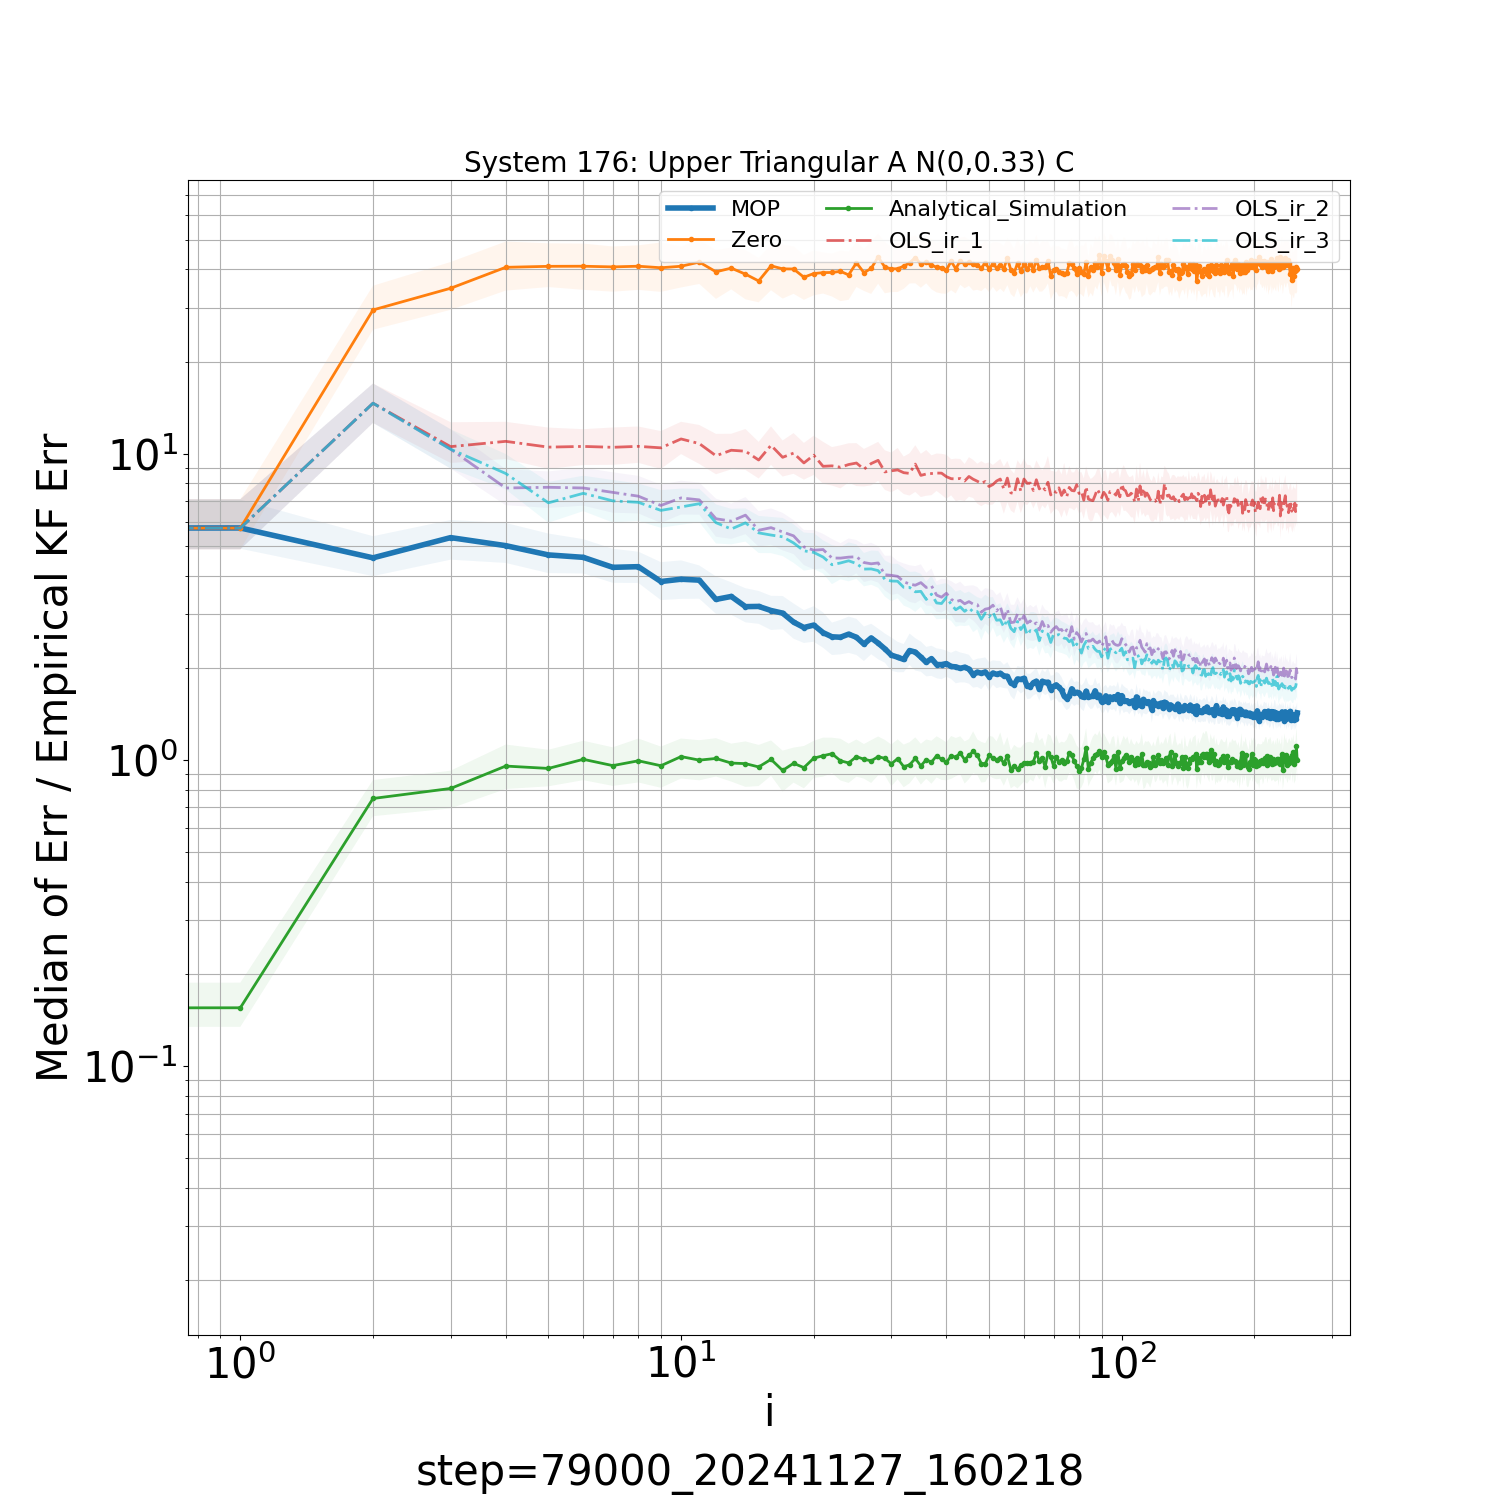 System 176: Upper Triangular A N(0,0.33) C
MOP
Zero
Analytical_Simulation
OLS_ir_1
OLS_ir_2
OLS_ir_3
Median of Err / Empirical KF Err
10¹
10⁰
10⁻¹
10⁰ 10¹ 10²
i
step=79000_20241127_160218